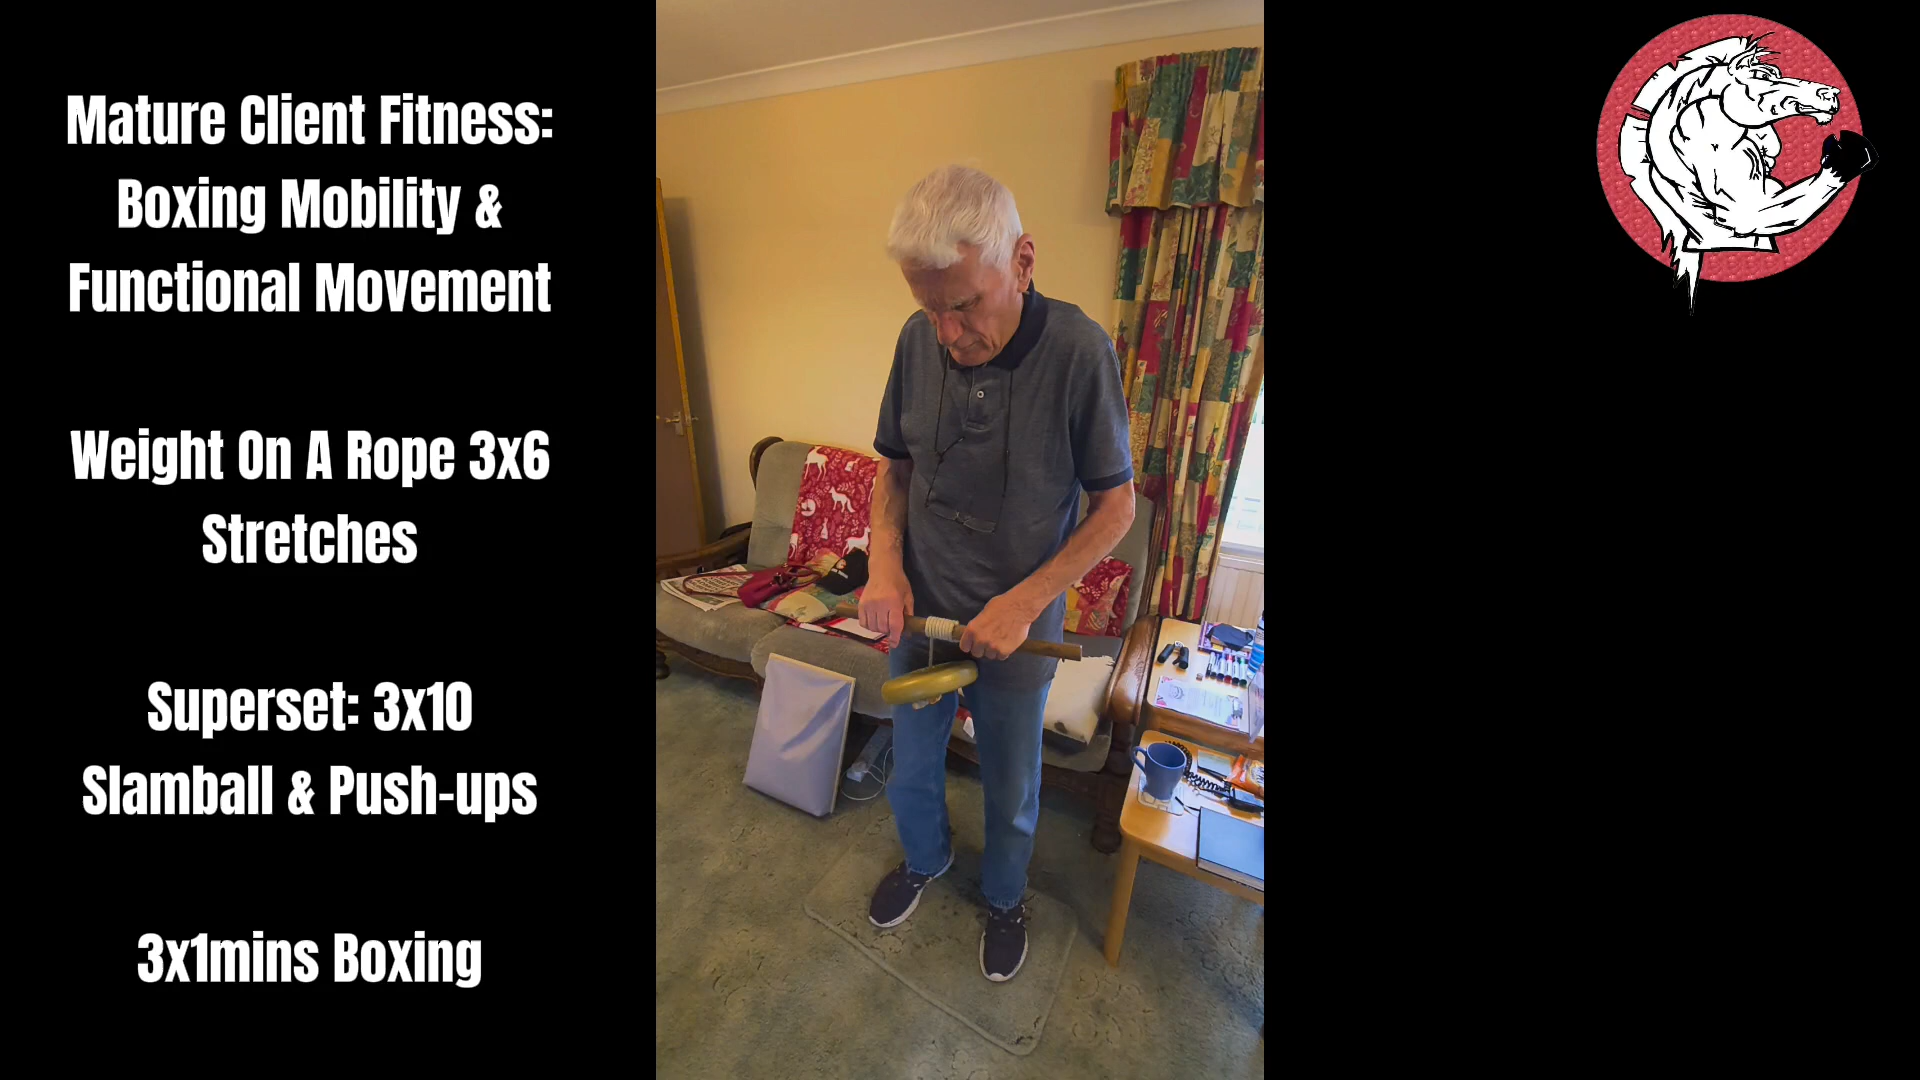 Mature Client Fitness:
Boxing Mobility &
Functional Movement
Weight On A Rope 3x6
Stretches
Superset: 3x10
Slamball & Push-ups
3x1mins Boxing